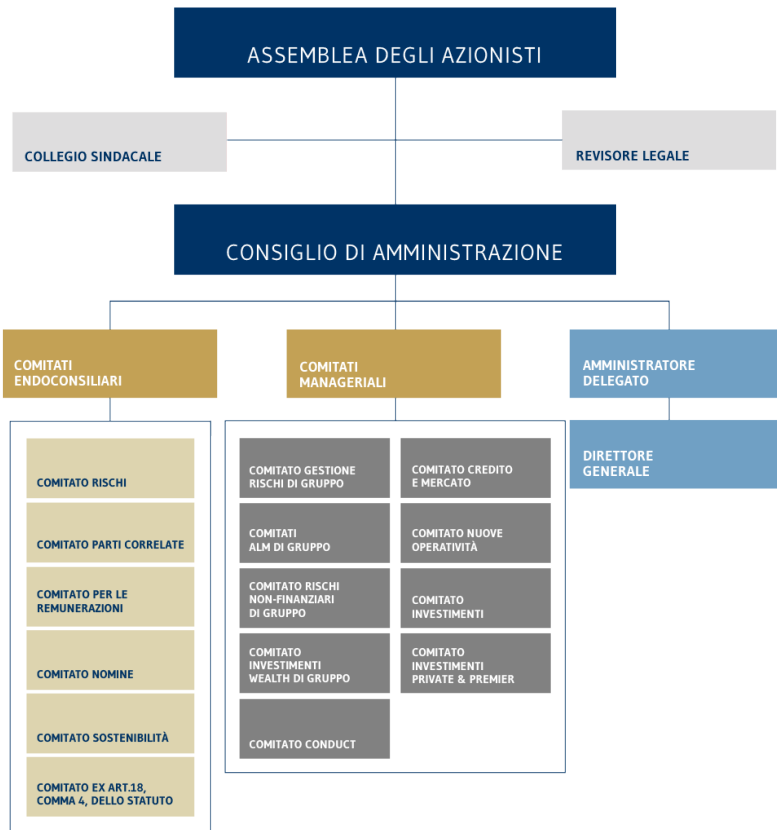 ASSEMBLEA DEGLI AZIONISTI
COLLEGIO SINDACALE
REVISORE LEGALE
CONSIGLIO DI AMMINISTRAZIONE
COMITATI
ENDOCONSILIARI
COMITATI
MANAGERIALI
AMMINISTRATORE
DELEGATO
DIRETTORE
GENERALE
COMITATO RISCHI
COMITATO PARTI CORRELATE
COMITATO PER LE
REMUNERAZIONI
COMITATO NOMINE
COMITATO SOSTENIBILITÀ
COMITATO EX ART.18,
COMMA 4, DELLO STATUTO
COMITATO GESTIONE
RISCHI DI GRUPPO
COMITATO CREDITO
E MERCATO
COMITATI
ALM DI GRUPPO
COMITATO NUOVE
OPERATIVITÀ
COMITATO RISCHI
NON-FINANZIARI
DI GRUPPO
COMITATO
INVESTIMENTI
COMITATO
INVESTIMENTI
WEALTH DI GRUPPO
COMITATO
INVESTIMENTI
PRIVATE & PREMIER
COMITATO CONDUCT